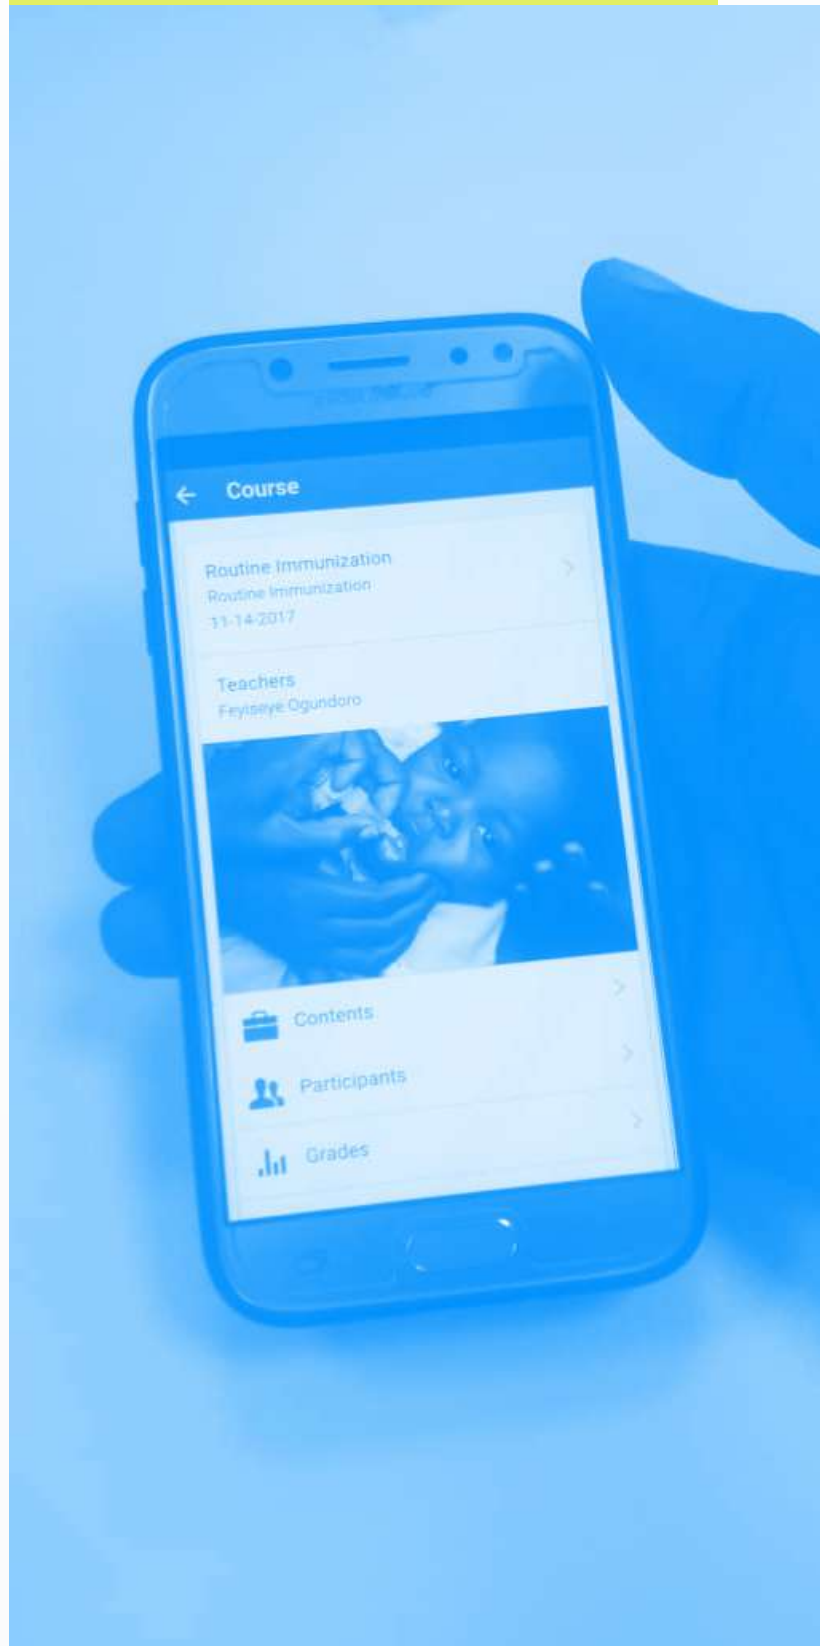 Course
Routine Immunization
Routine Immunization
11-14-2017
Teachers
Feyiseye Ogundoro
Contents
Participants
Grades